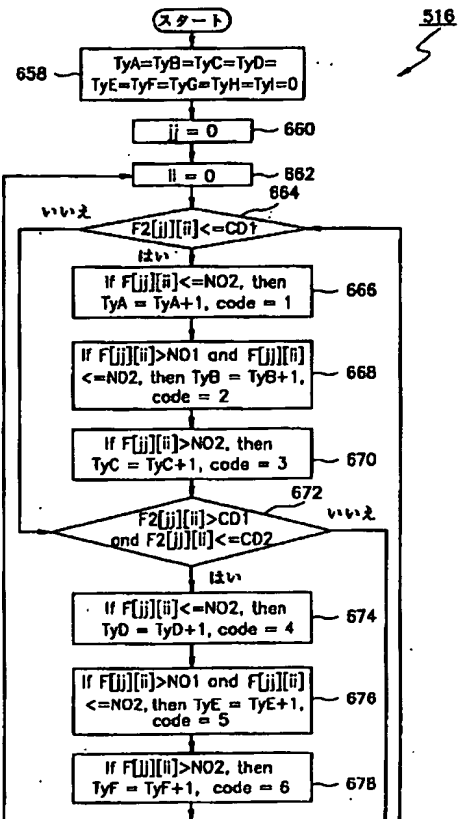 スタート
516
TyA=TyB=TyC=TyD=
TyE=TyF=TyG=TyH=TyI=0
658
jj = 0
660
ii = 0
662
664
いいえ
F2[jj][ii]<=CD1
はい
If F[jj][ii]<=NO2, then
TyA = TyA+1, code = 1
666
If F[jj][ii]>NO1 and F[jj][ii]
<=NO2, then TyB = TyB+1,
code = 2
668
If F[jj][ii]>NO2, then
TyC = TyC+1, code = 3
670
672
F2[jj][ii]>CD1
and F2[jj][ii]<=CD2
いいえ
はい
If F[jj][ii]<=NO2, then
TyD = TyD+1, code = 4
674
If F[jj][ii]>NO1 and F[jj][ii]
<=NO2, then TyE = TyE+1,
code = 5
676
If F[jj][ii]>NO2, then
TyF = TyF+1, code = 6
678